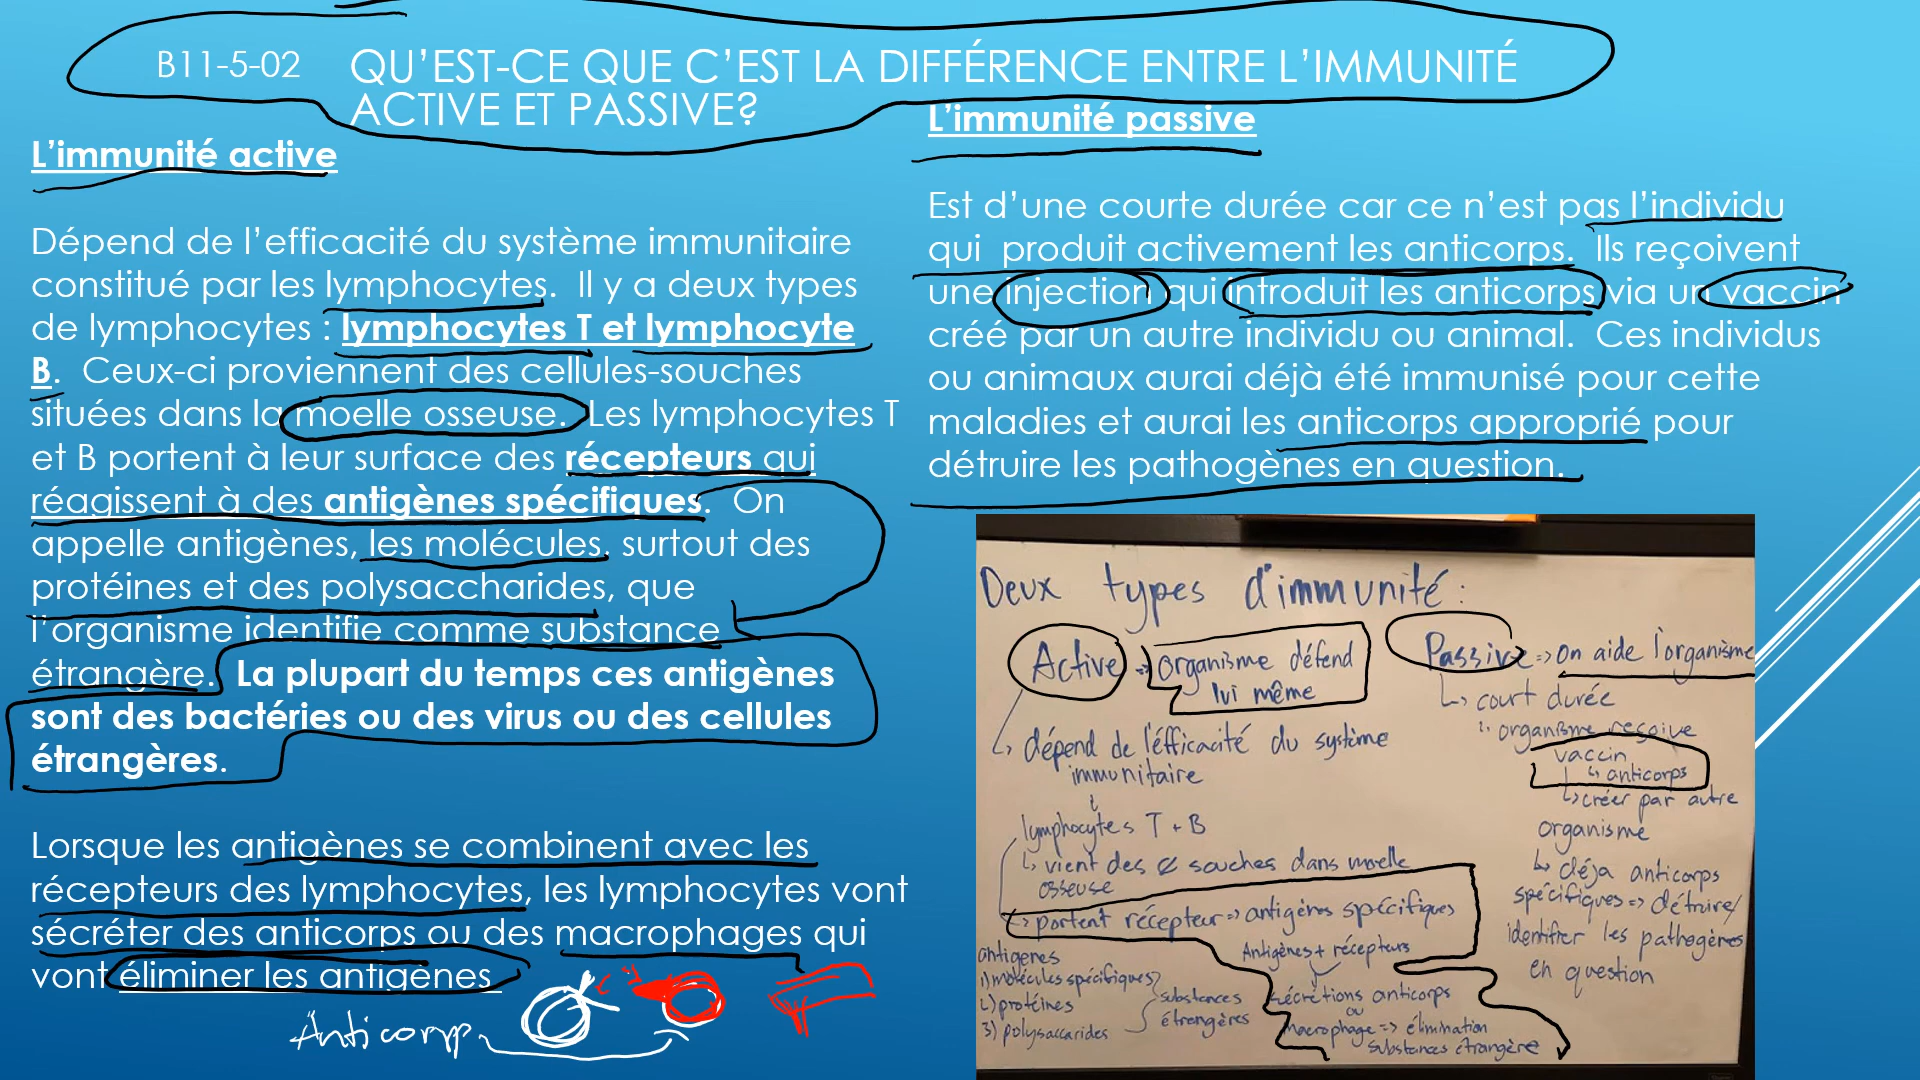 B11-5-02
QU’EST-CE QUE C’EST LA DIFFÉRENCE ENTRE L’IMMUNITÉ
ACTIVE ET PASSIVE?
L’immunité active
Dépend de l’efficacité du système immunitaire
constitué par les lymphocytes. Il y a deux types
de lymphocytes : lymphocytes T et lymphocyte
B. Ceux-ci proviennent des cellules-souches
situées dans la moelle osseuse. Les lymphocytes T
et B portent à leur surface des récepteurs qui
réagissent à des antigènes spécifiques. On
appelle antigènes, les molécules, surtout des
protéines et des polysaccharides, que
l’organisme identifie comme substance
étrangère. La plupart du temps ces antigènes
sont des bactéries ou des virus ou des cellules
étrangères.
Lorsque les antigènes se combinent avec les
récepteurs des lymphocytes, les lymphocytes vont
sécréter des anticorps ou des macrophages qui
vont éliminer les antigènes.
Anticorp
L’immunité passive
Est d’une courte durée car ce n’est pas l’individu
qui produit activement les anticorps. Ils reçoivent
une injection qui introduit les anticorps via un vaccin
créé par un autre individu ou animal. Ces individus
ou animaux aurai déjà été immunisé pour cette
maladies et aurai les anticorps approprié pour
détruire les pathogènes en question.
Deux types d'immunité:
Active => organisme défend
lui même
↳ dépend de l'éfficacité du système
immunitaire
↓
lymphocytes T + B
↳ vient des ¢ souches dans moelle
osseuse
↳ portent récepteur => antigènes spécifiques
antigènes
1) molécules spécifiques
2) protéines
3) polysaccarides
substances
étrangères
Antigènes + récepteurs
sécrétions anticorps
ou
macrophage => élimination
substances étrangère
Passive => on aide l'organisme
↳ court durée
↳ organisme resoive
vaccin
↳ anticorps
↳ créer par autre
organisme
↳ déja anticorps
spécifiques => détruire/
identifier les pathogènes
en question